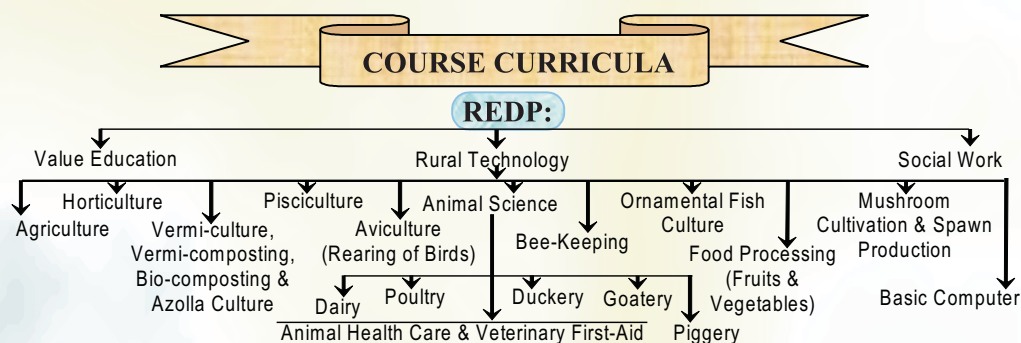 COURSE CURRICULA
REDP:
Value Education
Rural Technology
Social Work
Agriculture
Horticulture
Vermi-culture,
Vermi-composting,
Bio-composting &
Azolla Culture
Pisciculture
Aviculture
(Rearing of Birds)
Animal Science
Bee-Keeping
Ornamental Fish
Culture
Food Processing
(Fruits &
Vegetables)
Mushroom
Cultivation & Spawn
Production
Basic Computer
Dairy
Poultry
Duckery
Goatery
Piggery
Animal Health Care & Veterinary First-Aid